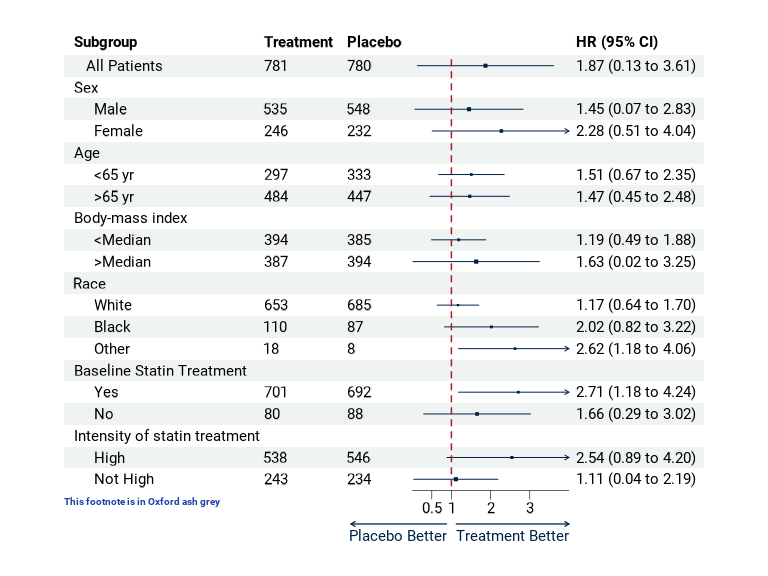 Subgroup Treatment Placebo HR (95% CI)
All Patients 781 780 1.87 (0.13 to 3.61)
Sex
Male 535 548 1.45 (0.07 to 2.83)
Female 246 232 2.28 (0.51 to 4.04)
Age
<65 yr 297 333 1.51 (0.67 to 2.35)
>65 yr 484 447 1.47 (0.45 to 2.48)
Body-mass index
<Median 394 385 1.19 (0.49 to 1.88)
>Median 387 394 1.63 (0.02 to 3.25)
Race
White 653 685 1.17 (0.64 to 1.70)
Black 110 87 2.02 (0.82 to 3.22)
Other 18 8 2.62 (1.18 to 4.06)
Baseline Statin Treatment
Yes 701 692 2.71 (1.18 to 4.24)
No 80 88 1.66 (0.29 to 3.02)
Intensity of statin treatment
High 538 546 2.54 (0.89 to 4.20)
Not High 243 234 1.11 (0.04 to 2.19)
This footnote is in Oxford ash grey
0.5 1 2 3
Placebo Better Treatment Better